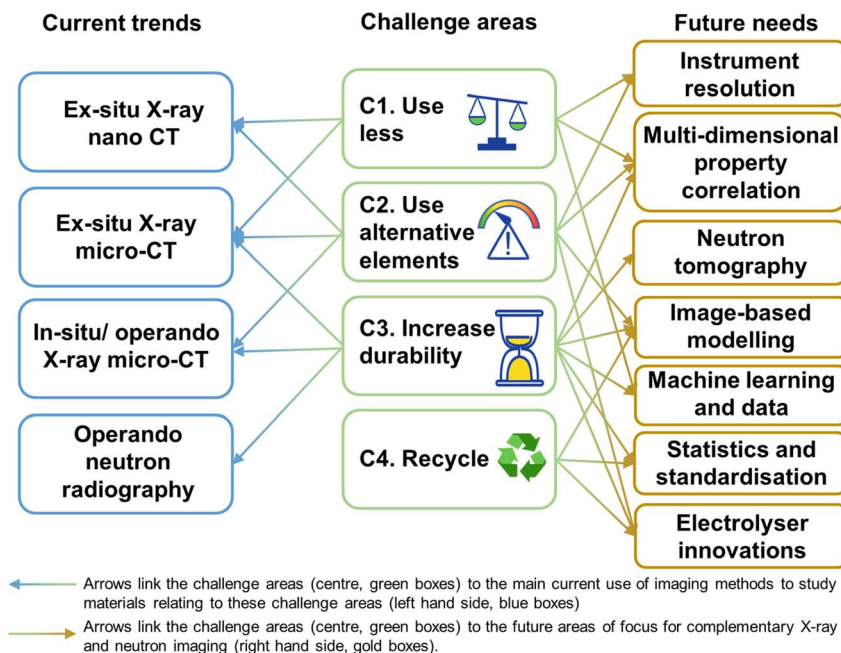 Current trends
Challenge areas
Future needs
Ex-situ X-ray
nano CT
Ex-situ X-ray
micro-CT
In-situ/ operando
X-ray micro-CT
Operando
neutron
radiography
C1. Use
less
C2. Use
alternative
elements
C3. Increase
durability
C4. Recycle
Instrument
resolution
Multi-dimensional
property
correlation
Neutron
tomography
Image-based
modelling
Machine learning
and data
Statistics and
standardisation
Electrolyser
innovations
Arrows link the challenge areas (centre, green boxes) to the main current use of imaging methods to study
materials relating to these challenge areas (left hand side, blue boxes)
Arrows link the challenge areas (centre, green boxes) to the future areas of focus for complementary X-ray
and neutron imaging (right hand side, gold boxes).